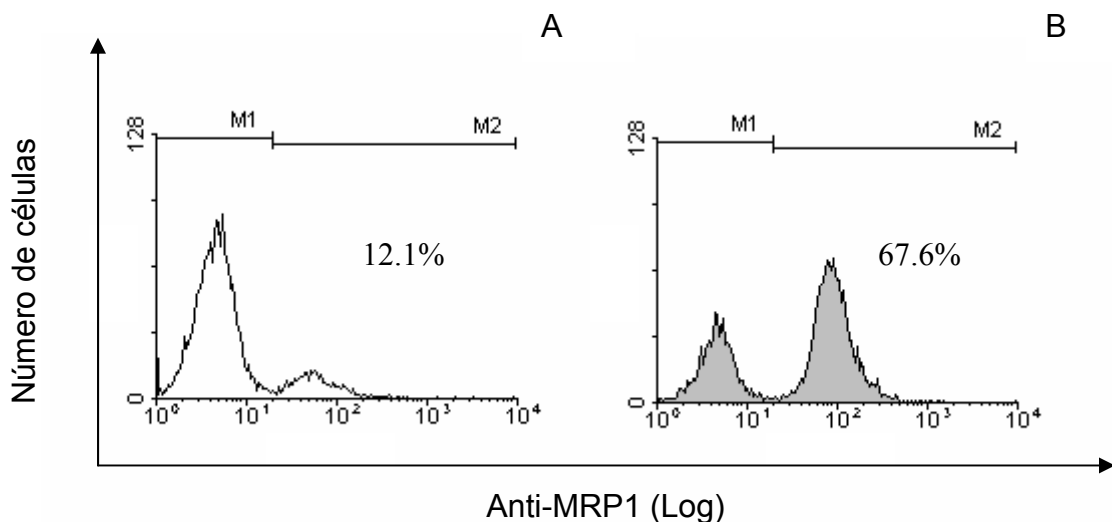 A
B
Número de células
128
M1
M2
12.1%
0
10⁰
10¹
10²
10³
10⁴
128
M1
M2
67.6%
0
10⁰
10¹
10²
10³
10⁴
Anti-MRP1 (Log)